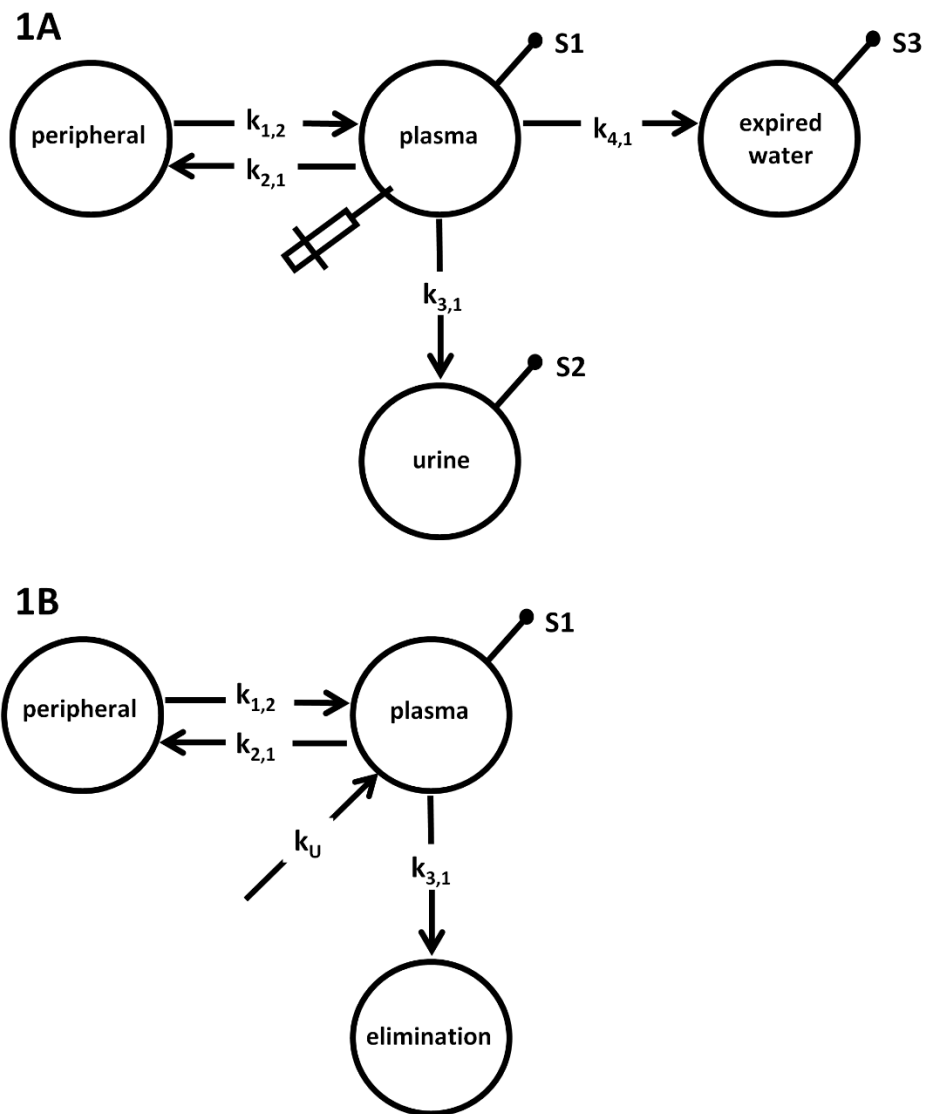 1A
S1
S3
peripheral
k1,2
k2,1
plasma
k4,1
expired
water
k3,1
S2
urine
1B
S1
peripheral
k1,2
k2,1
plasma
kU
k3,1
elimination